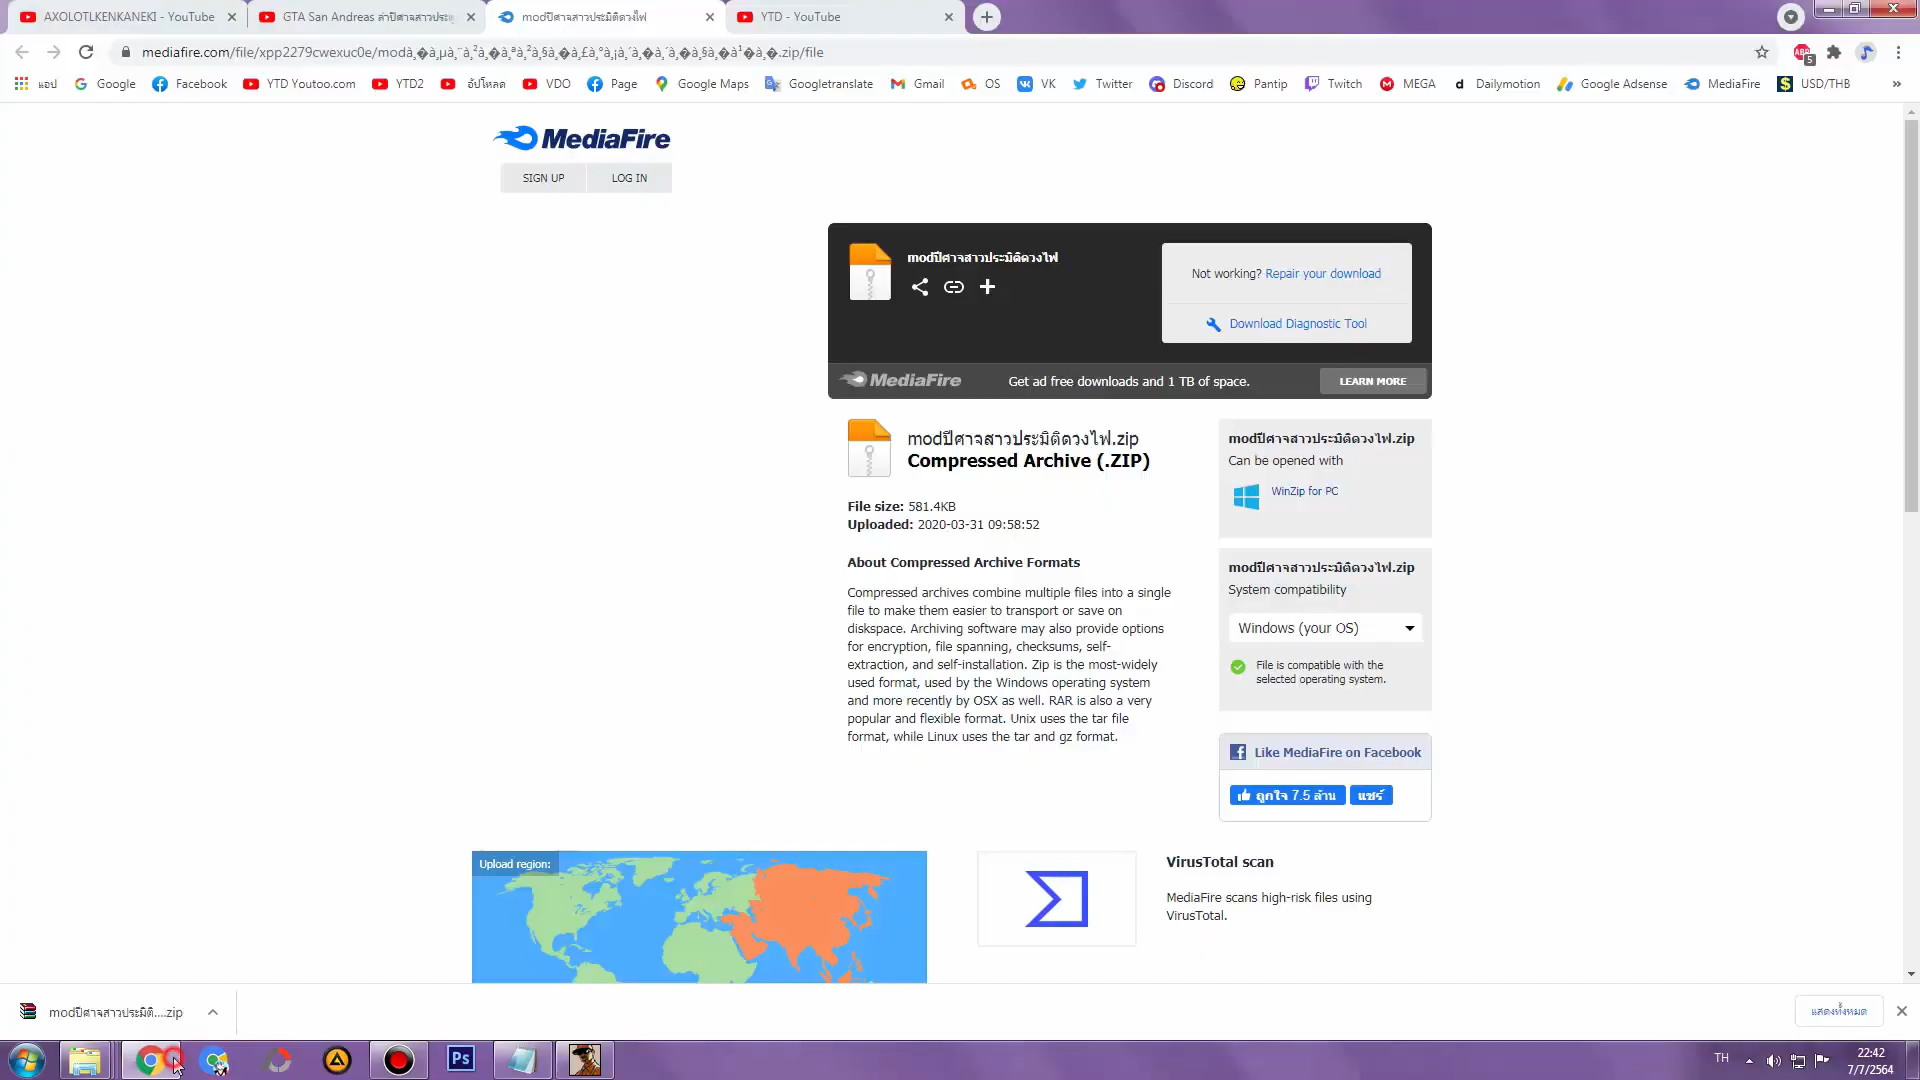 AXOLOTLKENKANEKI - YouTube
GTA San Andreas ล่าปีศาจสาวประ
modปีศาจสาวประมิติดวงไฟ
YTD - YouTube
mediafire.com/file/xpp2279cwexuc0e/
.zip/file
5
แอป
Google
Facebook
YTD Youtoo.com
YTD2
อัปโหลด
VDO
Page
Google Maps
Googletranslate
Gmail
OS
VK
Twitter
Discord
Pantip
Twitch
MEGA
Dailymotion
Google Adsense
MediaFire
USD/THB
»
MediaFire
SIGN UP
LOG IN
modปีศาจสาวประมิติดวงไฟ
Not working? Repair your download
Download Diagnostic Tool
MediaFire
Get ad free downloads and 1 TB of space.
LEARN MORE
modปีศาจสาวประมิติดวงไฟ.zip
Compressed Archive (.ZIP)
File size: 581.4KB
Uploaded: 2020-03-31 09:58:52
About Compressed Archive Formats
Compressed archives combine multiple files into a single
file to make them easier to transport or save on
diskspace. Archiving software may also provide options
for encryption, file spanning, checksums, self-
extraction, and self-installation. Zip is the most-widely
used format, used by the Windows operating system
and more recently by OSX as well. RAR is also a very
popular and flexible format. Unix uses the tar file
format, while Linux uses the tar and gz format.
modปีศาจสาวประมิติดวงไฟ.zip
Can be opened with
WinZip for PC
modปีศาจสาวประมิติดวงไฟ.zip
System compatibility
Windows (your OS)
File is compatible with the
selected operating system.
Like MediaFire on Facebook
ถูกใจ 7.5 ล้าน
แชร์
Upload region:
VirusTotal scan
MediaFire scans high-risk files using
VirusTotal.
modปีศาจสาวประมิติ....zip
แสดงทั้งหมด
Ps
TH
22:42
7/7/2564